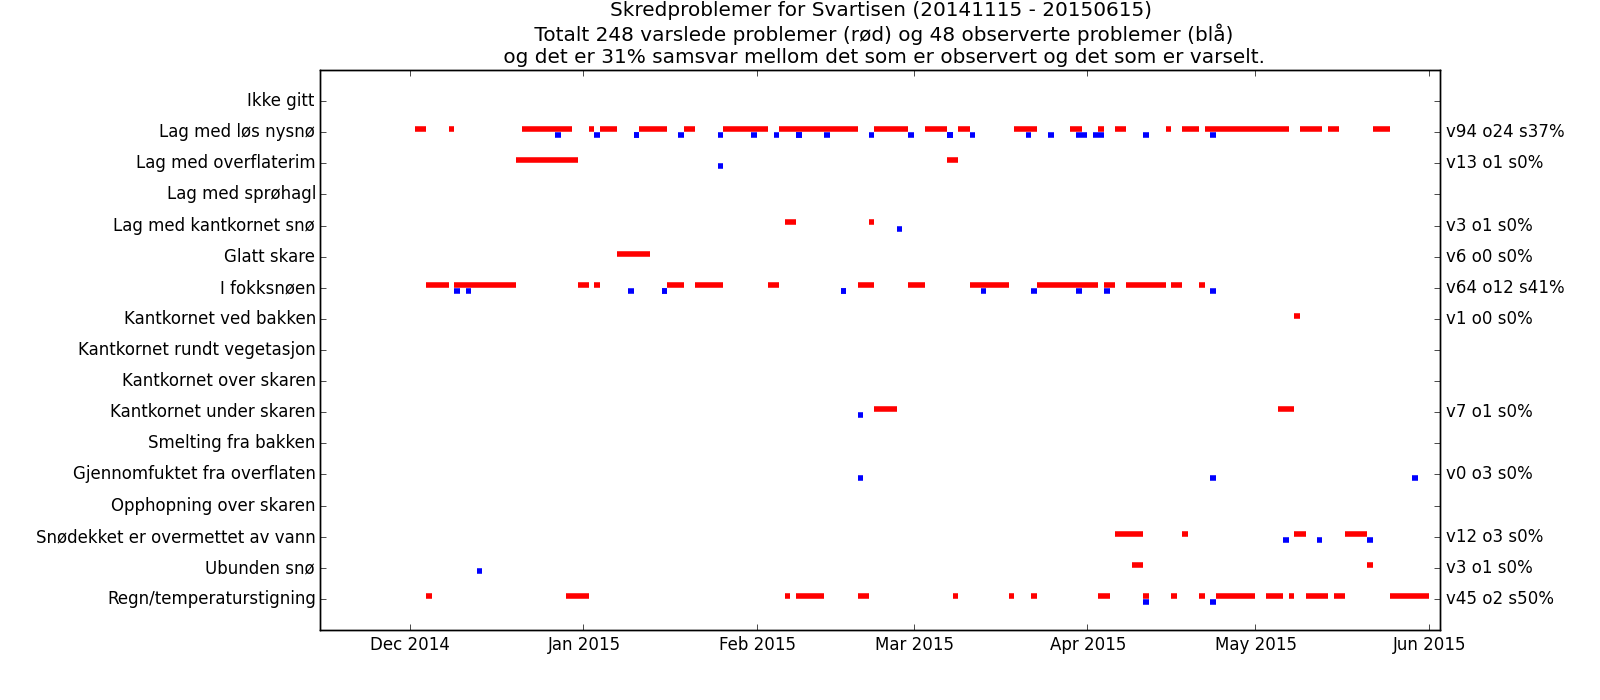 Skredproblemer for Svartisen (20141115 - 20150615)
Totalt 248 varslede problemer (rød) og 48 observerte problemer (blå)
og det er 31% samsvar mellom det som er observert og det som er varselt.
Ikke gitt
Lag med løs nysnø v94 o24 s37%
Lag med overflaterim v13 o1 s0%
Lag med sprøhagl
Lag med kantkornet snø v3 o1 s0%
Glatt skare v6 o0 s0%
I fokksnøen v64 o12 s41%
Kantkornet ved bakken v1 o0 s0%
Kantkornet rundt vegetasjon
Kantkornet over skaren
Kantkornet under skaren v7 o1 s0%
Smelting fra bakken
Gjennomfuktet fra overflaten v0 o3 s0%
Opphopning over skaren
Snødekket er overmettet av vann v12 o3 s0%
Ubunden snø v3 o1 s0%
Regn/temperaturstigning v45 o2 s50%
Dec 2014 Jan 2015 Feb 2015 Mar 2015 Apr 2015 May 2015 Jun 2015